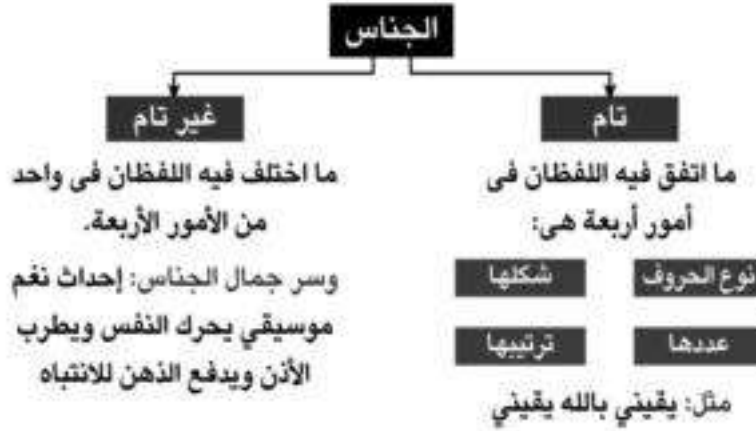 الجناس
تام
ما اتفق فيه اللفظان فى
أمور أربعة هى:
نوع الحروف
شكلها
عددها
ترتيبها
مثل: يقيني بالله يقيني
غير تام
ما اختلف فيه اللفظان فى واحد
من الأمور الأربعة.
وسر جمال الجناس: إحداث نغم
موسيقي يحرك النفس ويطرب
الأذن ويدفع الذهن للانتباه